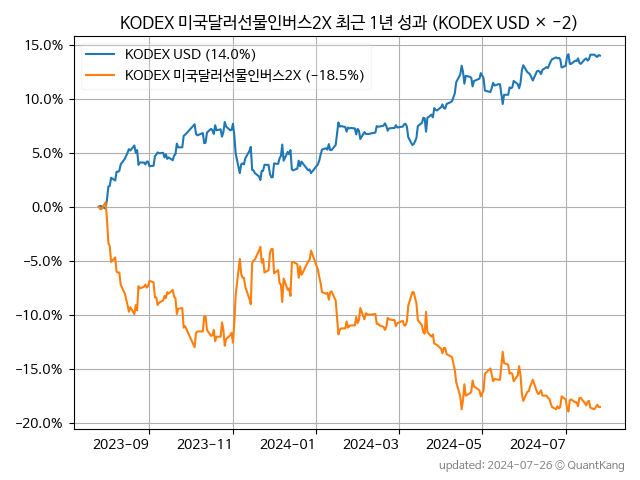 KODEX 미국달러선물인버스2X 최근 1년 성과 (KODEX USD × −2)
15.0%
KODEX USD (14.0%)
KODEX 미국달러선물인버스2X (−18.5%)
10.0%
5.0%
0.0%
−5.0%
−10.0%
−15.0%
−20.0%
2023−09 2023−11 2024−01 2024−03 2024−05 2024−07
updated: 2024-07-26 © QuantKang